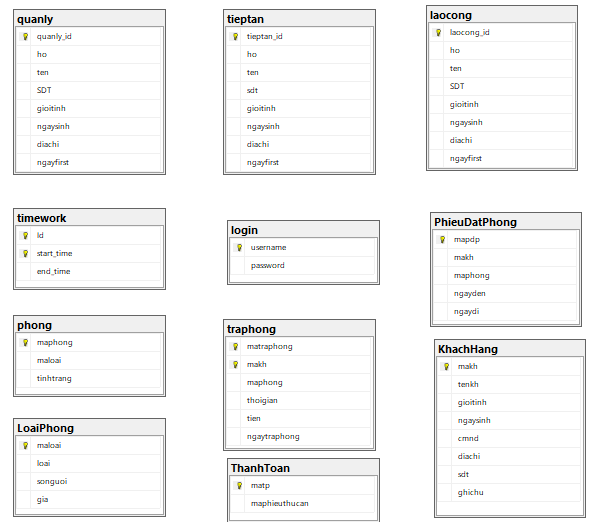 quanly
quanly_id
ho
ten
SDT
gioitinh
ngaysinh
diachi
ngayfirst
tieptan
tieptan_id
ho
ten
sdt
gioitinh
ngaysinh
diachi
ngayfirst
laocong
laocong_id
ho
ten
SDT
gioitinh
ngaysinh
diachi
ngayfirst
timework
Id
start_time
end_time
login
username
password
PhieuDatPhong
mapdp
makh
maphong
ngayden
ngaydi
phong
maphong
maloai
tinhtrang
traphong
matraphong
makh
maphong
thoigian
tien
ngaytraphong
KhachHang
makh
tenkh
gioitinh
ngaysinh
cmnd
diachi
sdt
ghichu
LoaiPhong
maloai
loai
songuoi
gia
ThanhToan
matp
maphieuthucan